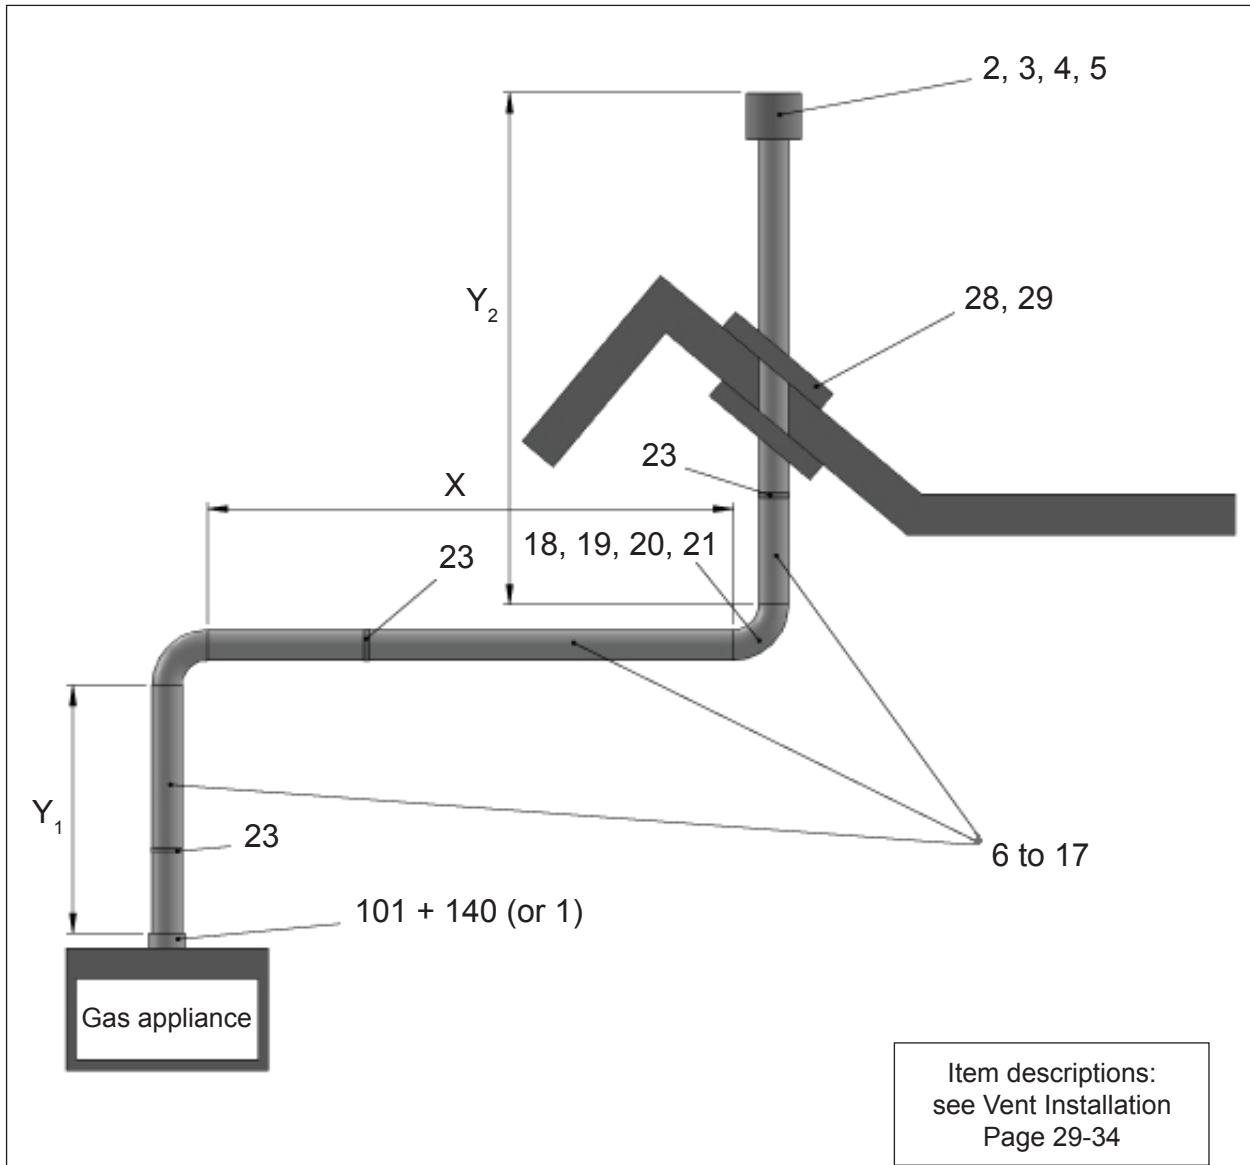 2, 3, 4, 5
Y2
28, 29
23
X
18, 19, 20, 21
23
Y1
23
6 to 17
101 + 140 (or 1)
Gas appliance
Item descriptions:
see Vent Installation
Page 29-34